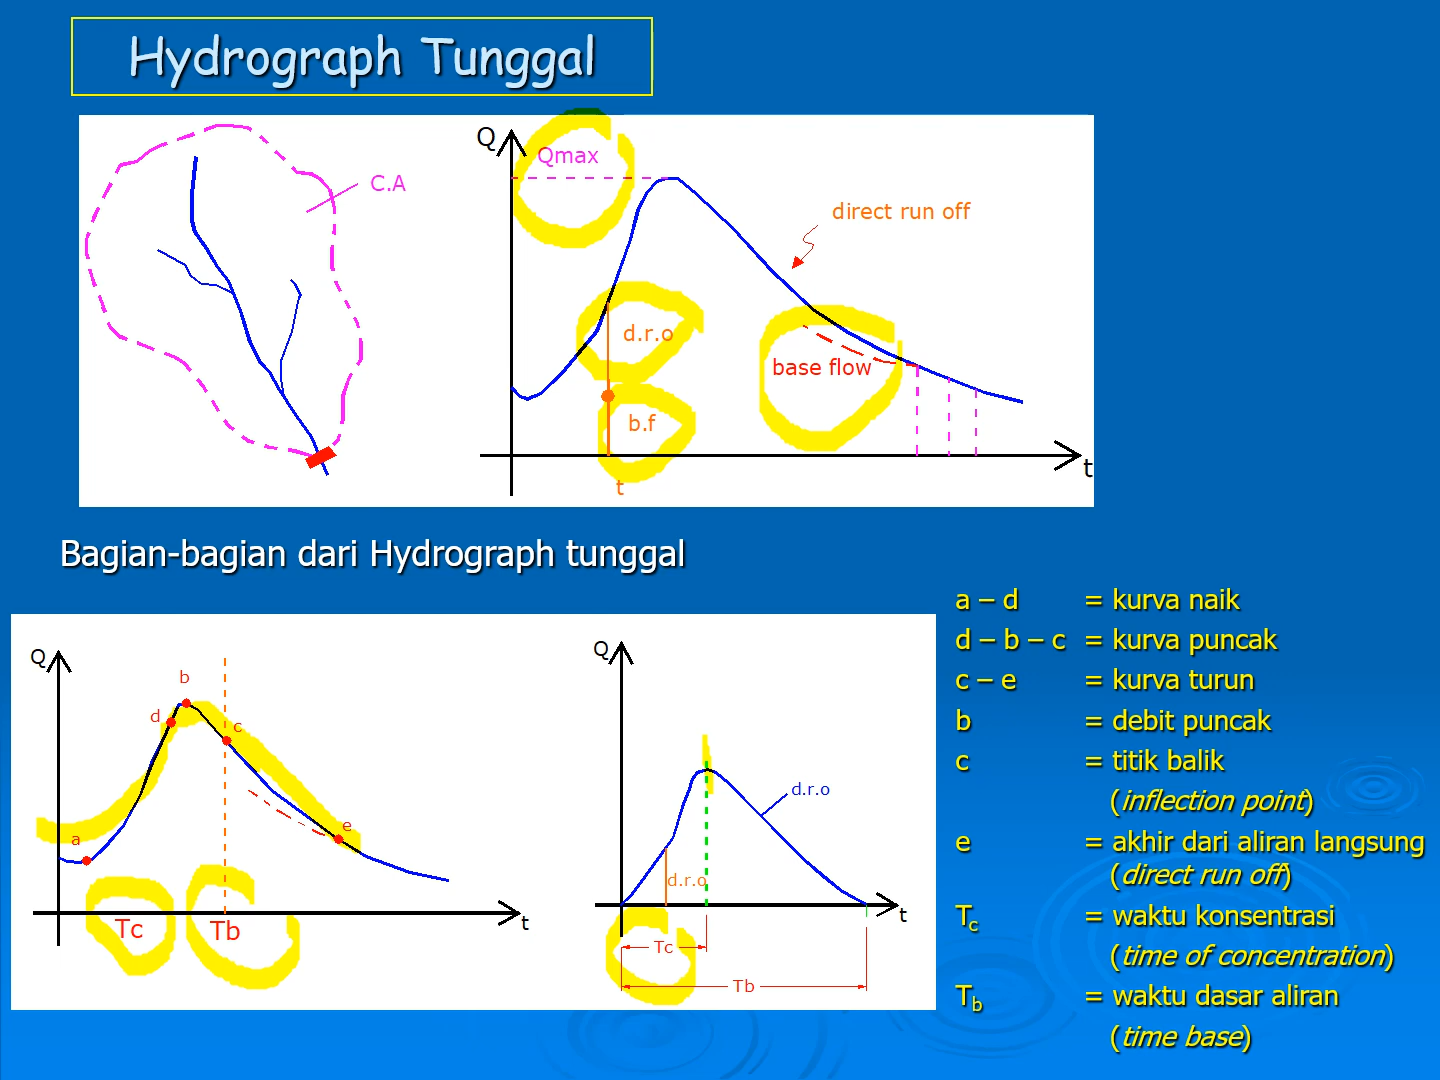 Hydrograph Tunggal
C.A
Q
Qmax
direct run off
d.r.o
base flow
b.f
t
t
Bagian-bagian dari Hydrograph tunggal
Q
b
d
c
a
e
Tc
Tb
t
Q
d.r.o
d.r.o
t
Tc
Tb
a – d = kurva naik
d – b – c = kurva puncak
c – e = kurva turun
b = debit puncak
c = titik balik
(inflection point)
e = akhir dari aliran langsung
(direct run off)
Tc = waktu konsentrasi
(time of concentration)
Tb = waktu dasar aliran
(time base)